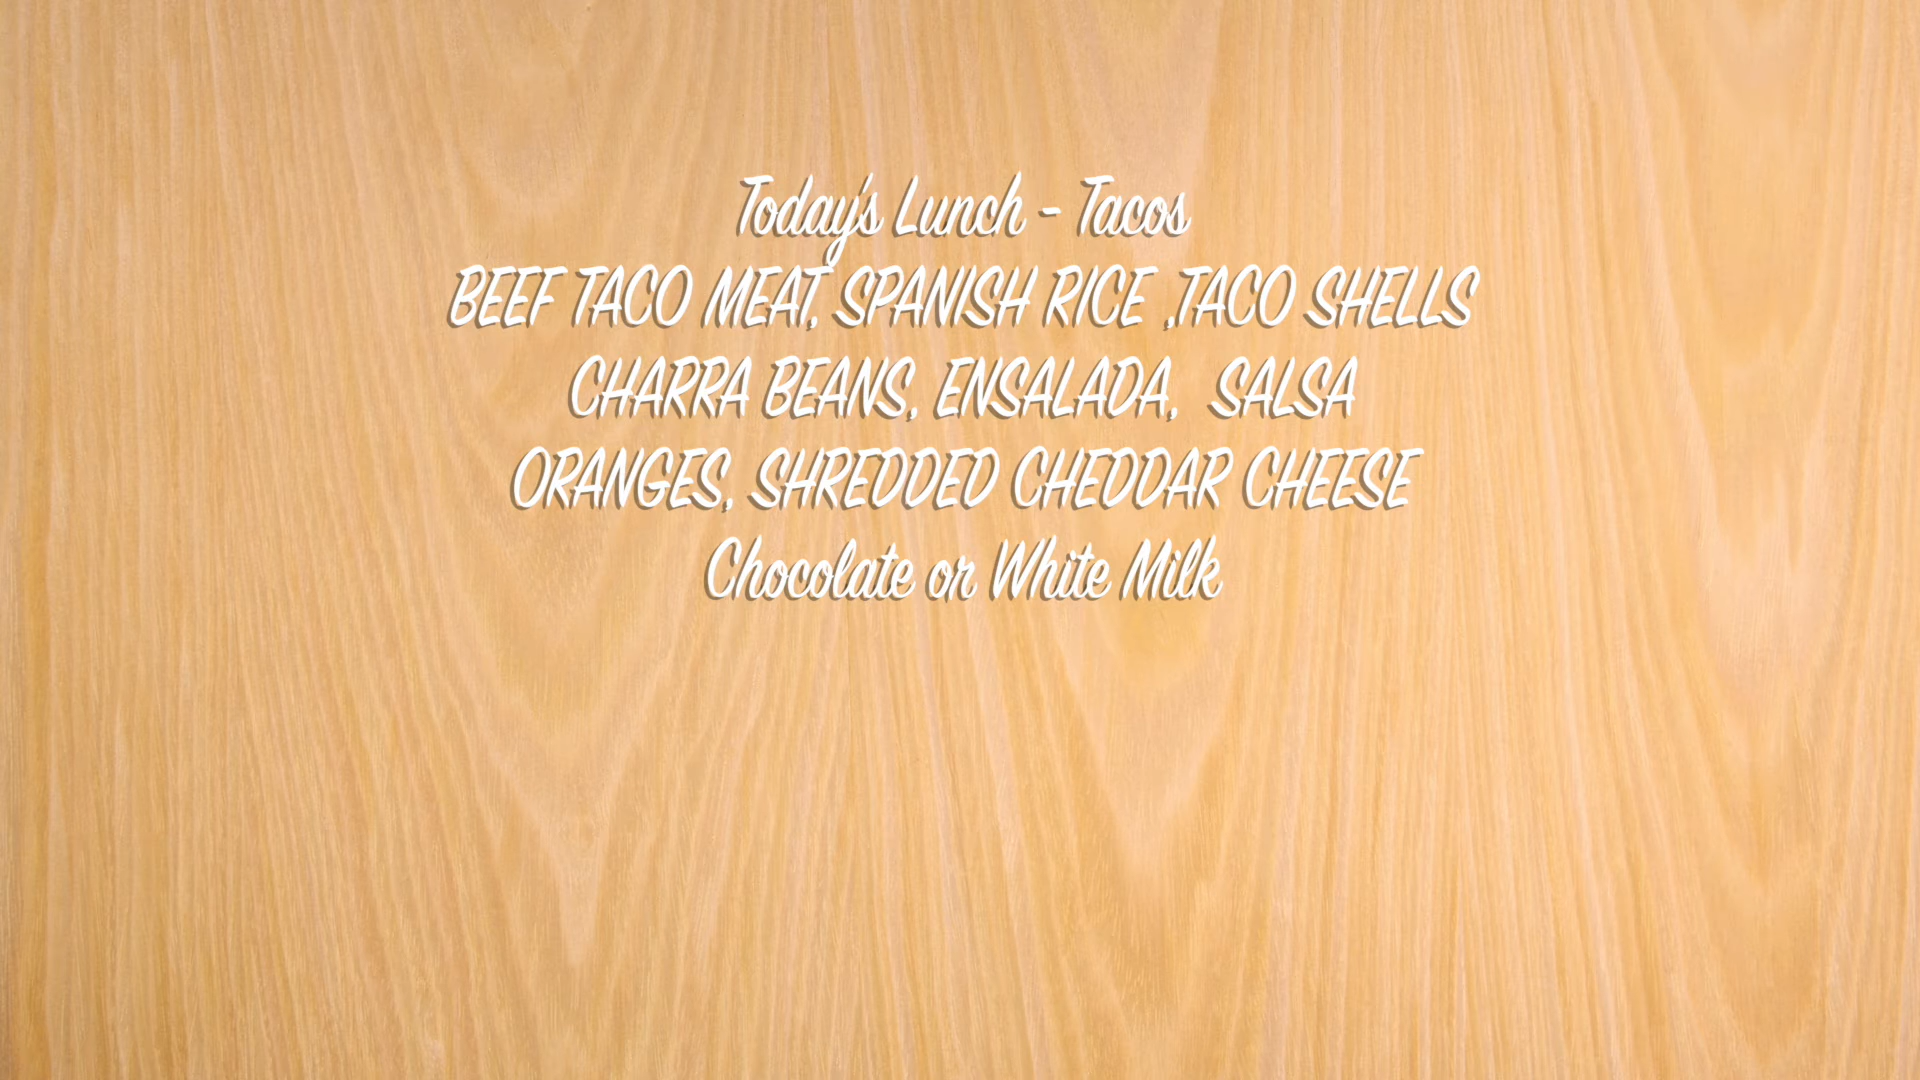 Today's Lunch - Tacos
BEEF TACO MEAT, SPANISH RICE ,TACO SHELLS
CHARRA BEANS, ENSALADA,  SALSA
ORANGES, SHREDDED CHEDDAR CHEESE
Chocolate or White Milk